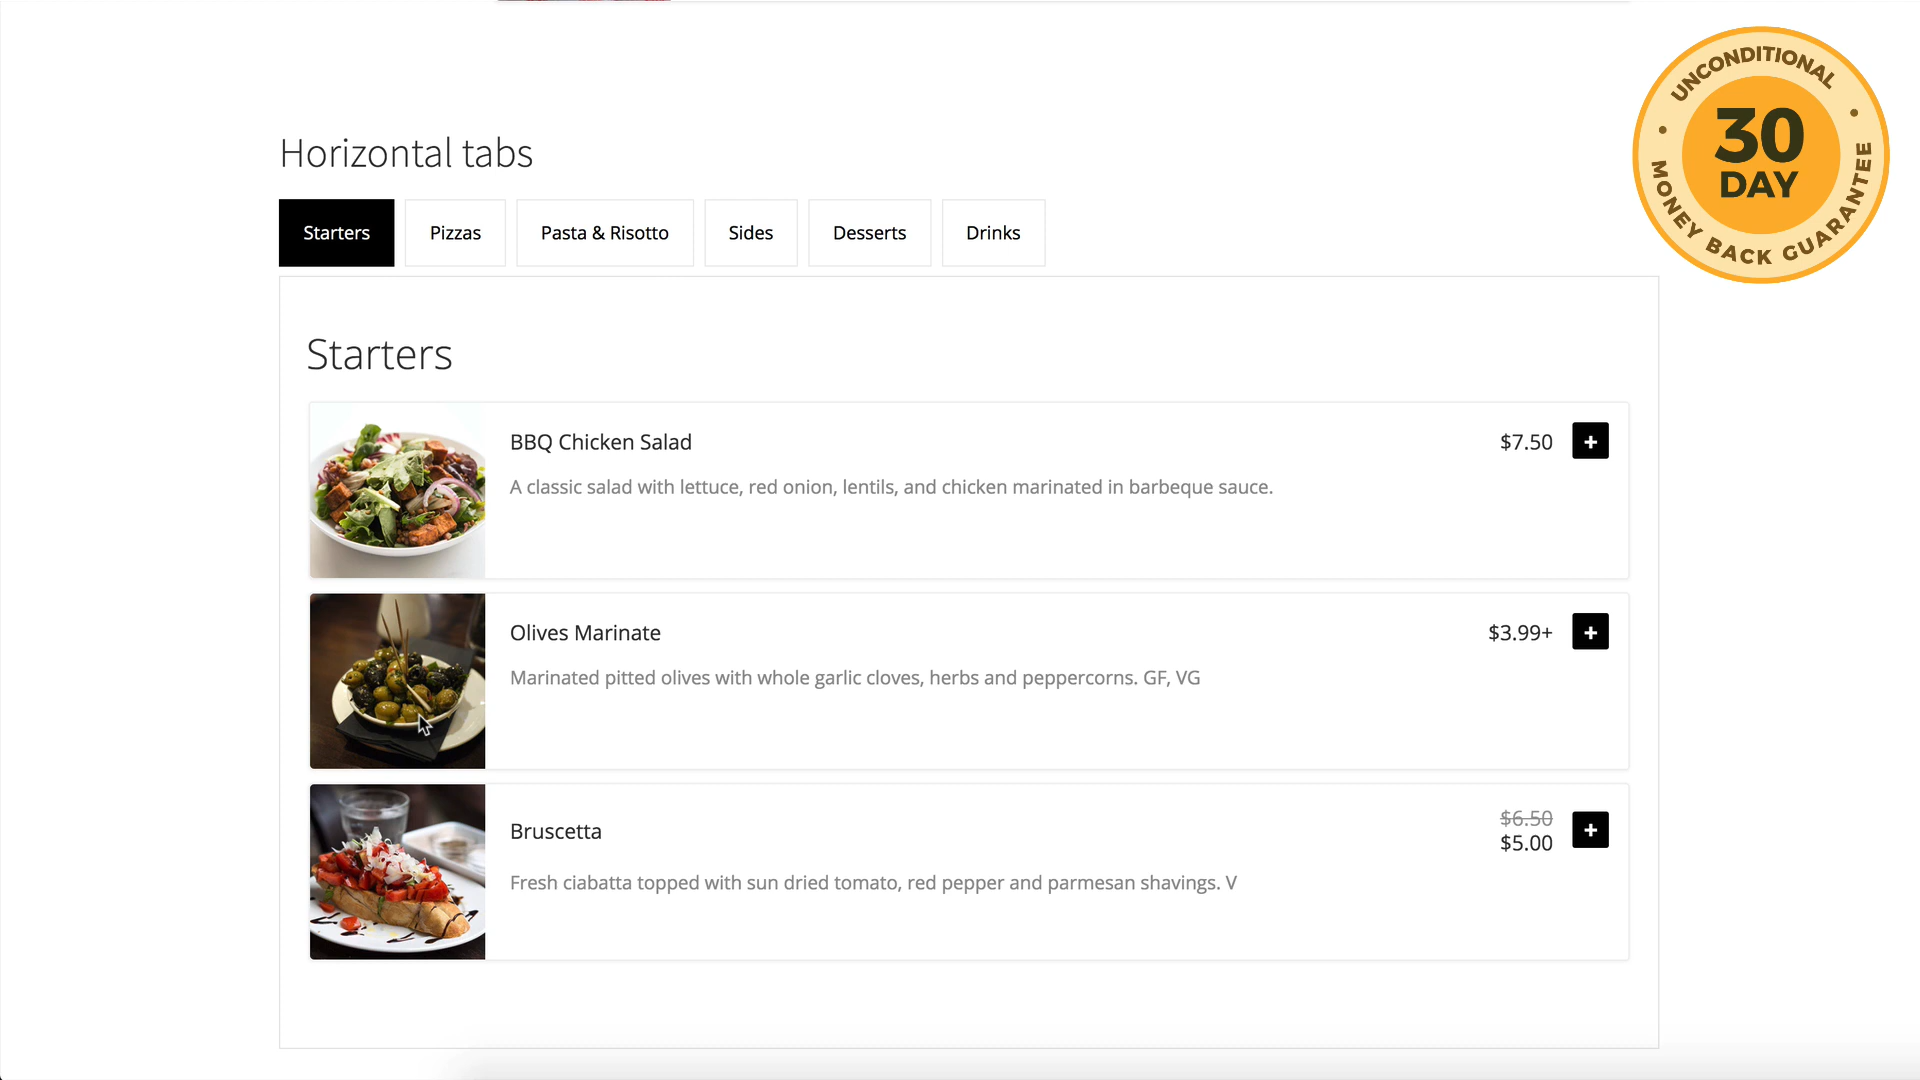 UNCONDITIONAL
30
DAY
MONEY BACK GUARANTEE
Horizontal tabs
Starters
Pizzas
Pasta & Risotto
Sides
Desserts
Drinks
Starters
BBQ Chicken Salad
$7.50
+
A classic salad with lettuce, red onion, lentils, and chicken marinated in barbeque sauce.
Olives Marinate
$3.99+
+
Marinated pitted olives with whole garlic cloves, herbs and peppercorns. GF, VG
Bruscetta
$6.50
$5.00
+
Fresh ciabatta topped with sun dried tomato, red pepper and parmesan shavings. V